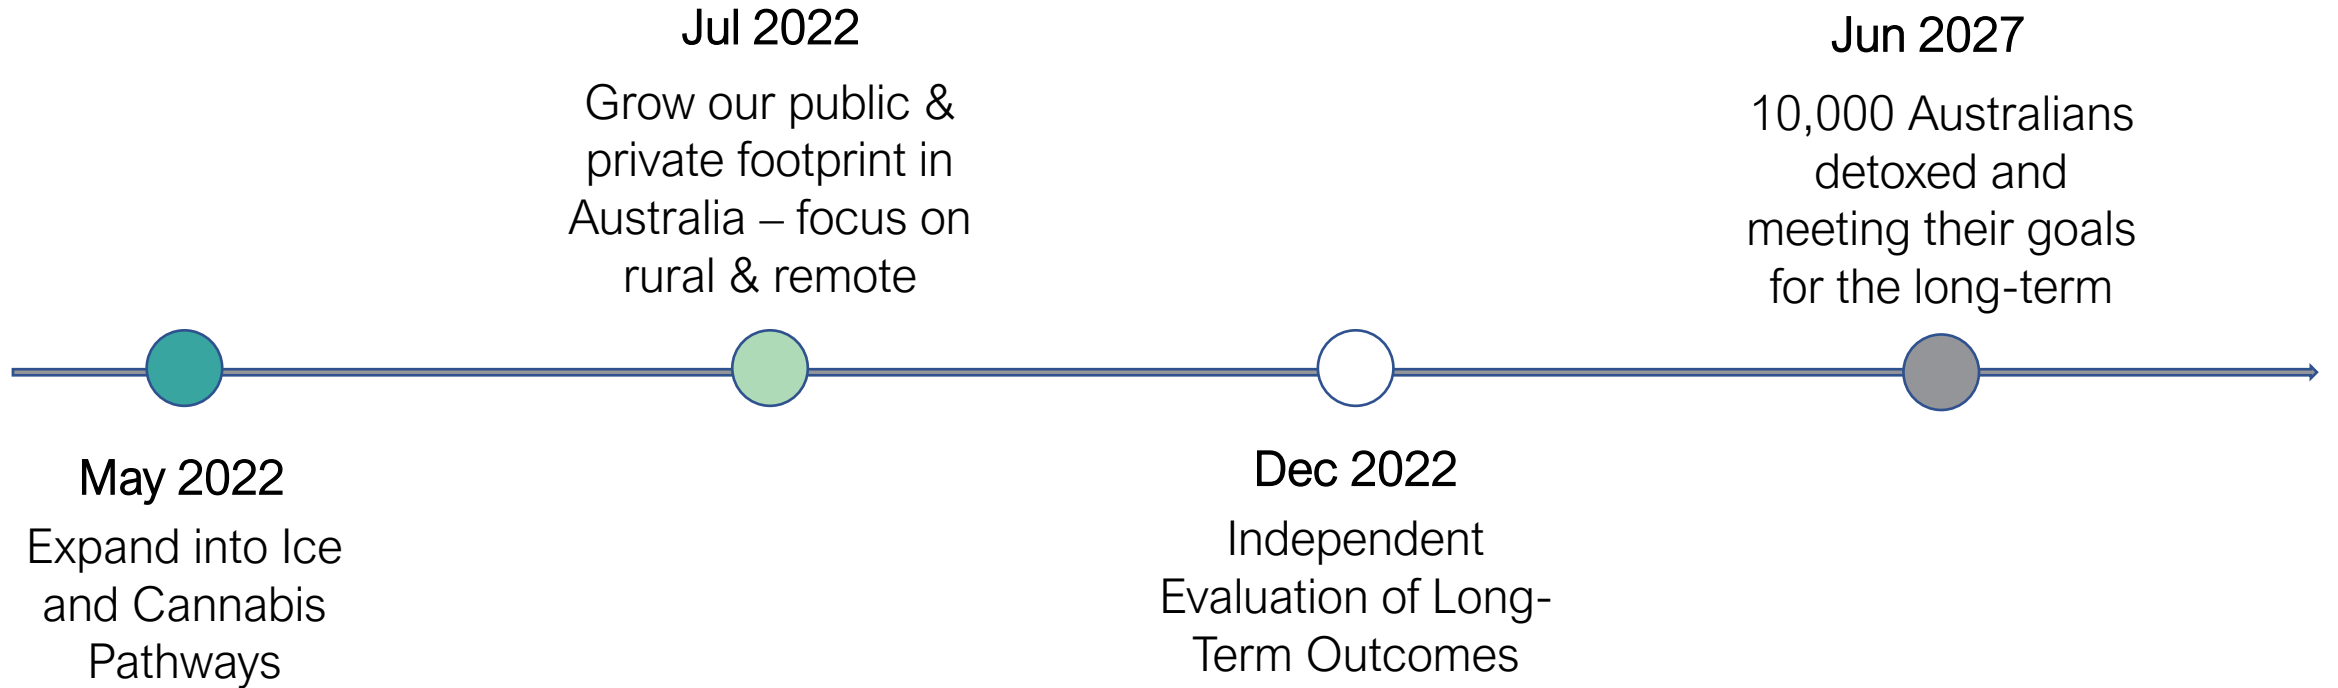 Jul 2022
Grow our public &
private footprint in
Australia – focus on
rural & remote
Jun 2027
10,000 Australians
detoxed and
meeting their goals
for the long-term
May 2022
Expand into Ice
and Cannabis
Pathways
Dec 2022
Independent
Evaluation of Long-
Term Outcomes